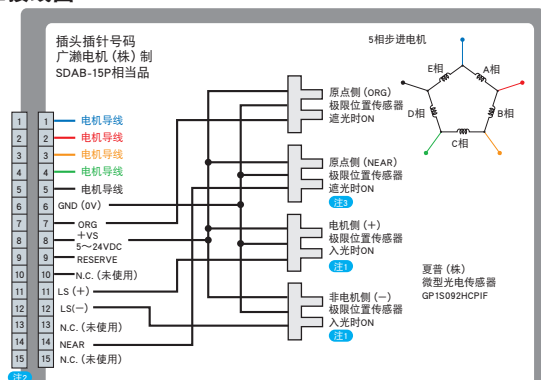 插头插针号码
广濑电机（株）制
SDAB-15P相当品
5相步进电机
E相
A相
D相
B相
C相
1 1 电机导线
2 2 电机导线
3 3 电机导线
4 4 电机导线
5 5 电机导线
6 6 GND (0V)
7 7 ORG
8 8 +VS
5～24VDC
9 9 RESERVE
10 10 N.C. (未使用)
11 11 LS (+)
12 12 LS(−)
13 13 N.C. (未使用)
14 14 NEAR
15 15 N.C. (未使用)
注2
原点侧 (ORG)
极限位置传感器
遮光时ON
原点侧 (NEAR)
极限位置传感器
遮光时ON
注3
电机侧 (+)
极限位置传感器
入光时ON
注1
非电机侧 (−)
极限位置传感器
入光时ON
注1
夏普（株）
微型光电传感器
GP1S092HCPIF